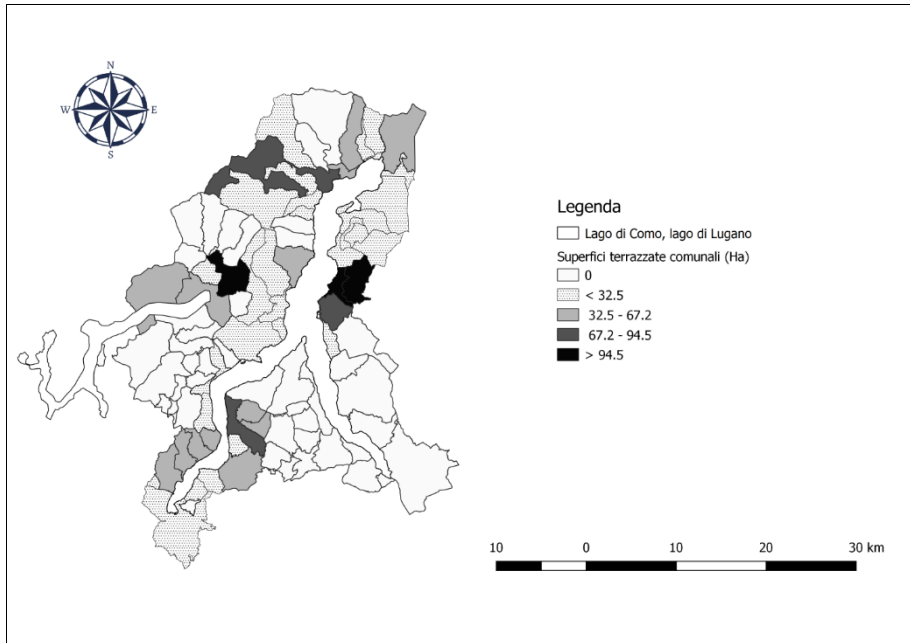 N
W
E
S
Legenda
Lago di Como, lago di Lugano
Superfici terrazzate comunali (Ha)
0
< 32.5
32.5 - 67.2
67.2 - 94.5
> 94.5
10 0 10 20 30 km